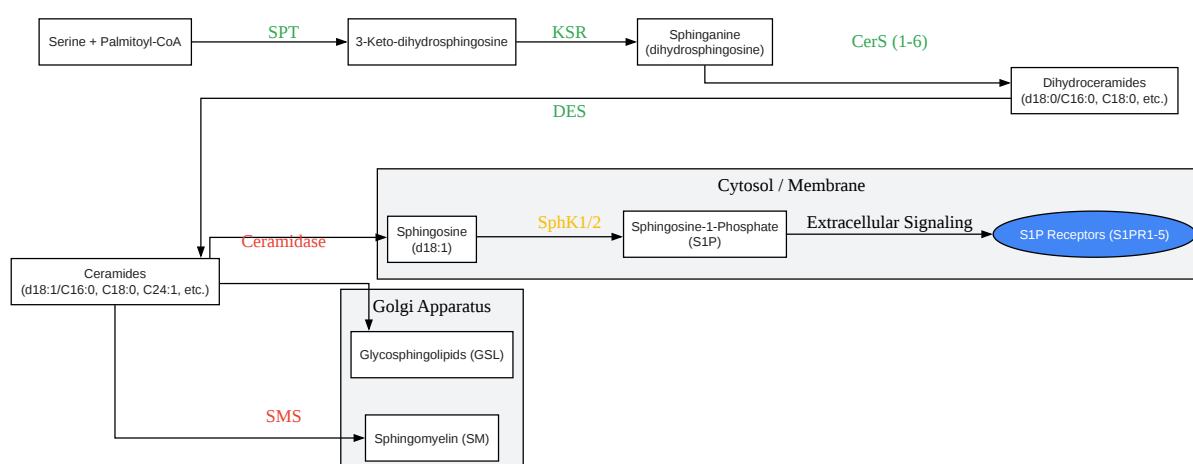 Serine + Palmitoyl-CoA
SPT
3-Keto-dihydrosphingosine
KSR
Sphinganine
(dihydrosphingosine)
CerS (1-6)
Dihydroceramides
(d18:0/C16:0, C18:0, etc.)
DES
Cytosol / Membrane
Ceramidase
Sphingosine
(d18:1)
SphK1/2
Sphingosine-1-Phosphate
(S1P)
Extracellular Signaling
S1P Receptors (S1PR1-5)
Ceramides
(d18:1/C16:0, C18:0, C24:1, etc.)
Golgi Apparatus
Glycosphingolipids (GSL)
SMS
Sphingomyelin (SM)